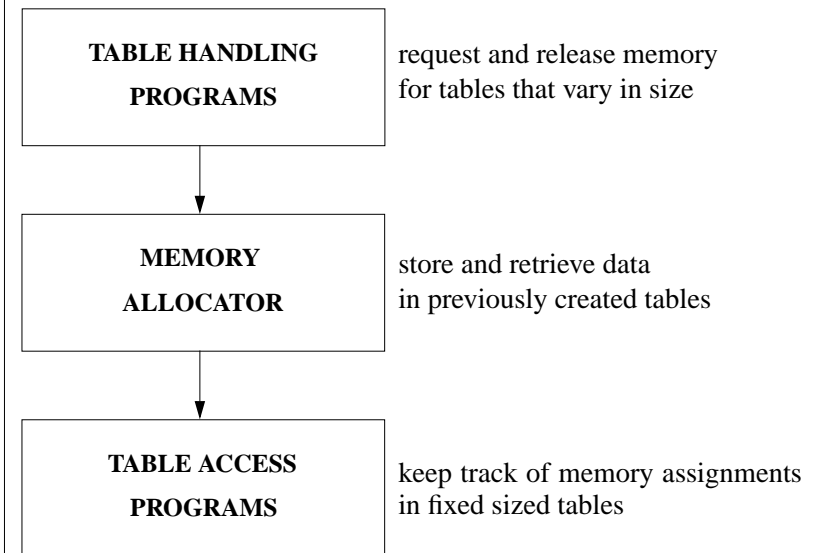 TABLE HANDLING
PROGRAMS
request and release memory
for tables that vary in size
MEMORY
ALLOCATOR
store and retrieve data
in previously created tables
TABLE ACCESS
PROGRAMS
keep track of memory assignments
in fixed sized tables